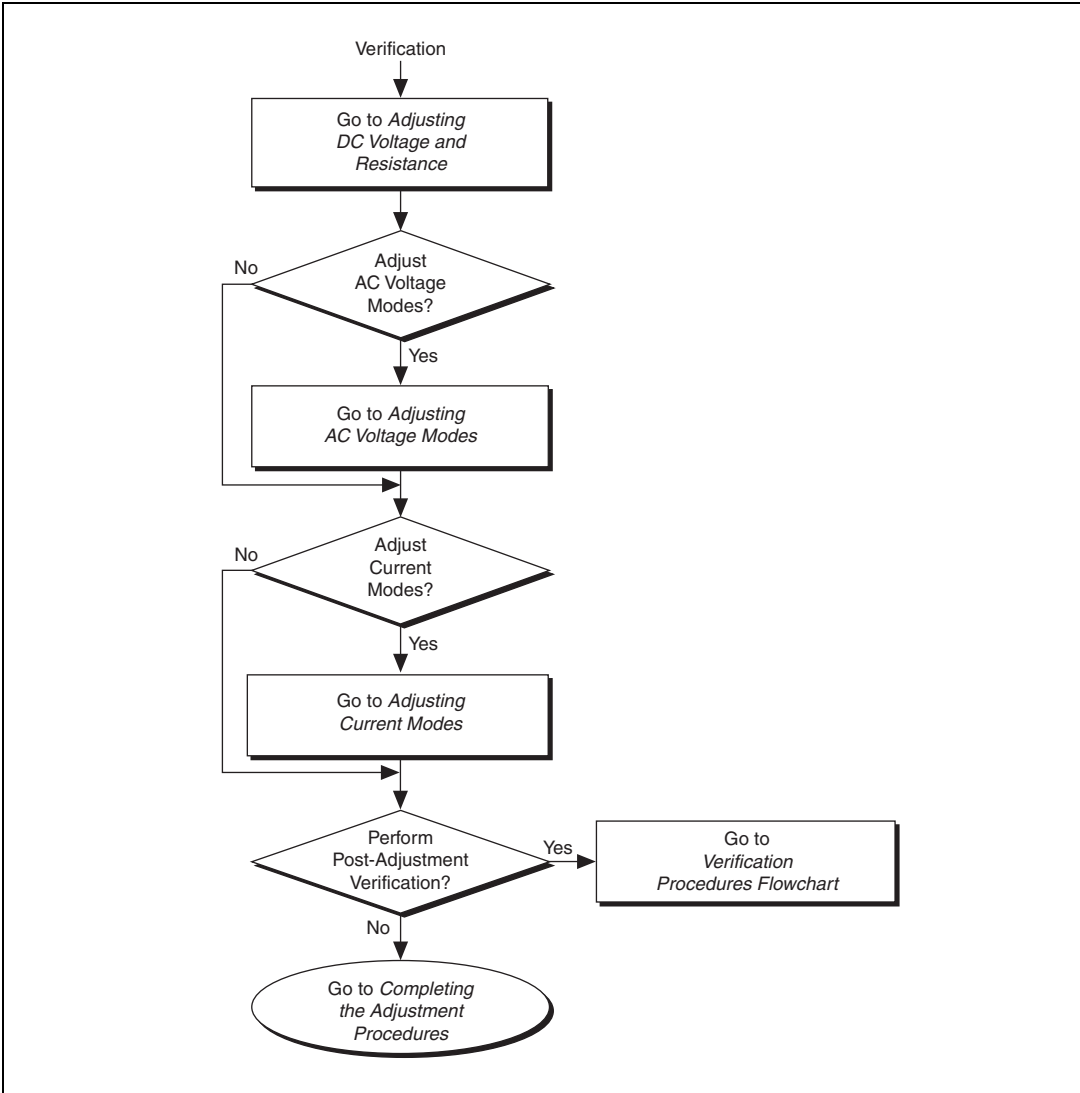 Verification
Go to Adjusting
DC Voltage and
Resistance
No
Adjust
AC Voltage
Modes?
Yes
Go to Adjusting
AC Voltage Modes
No
Adjust
Current
Modes?
Yes
Go to Adjusting
Current Modes
Perform
Post-Adjustment
Verification?
Yes
Go to
Verification
Procedures Flowchart
No
Go to Completing
the Adjustment
Procedures